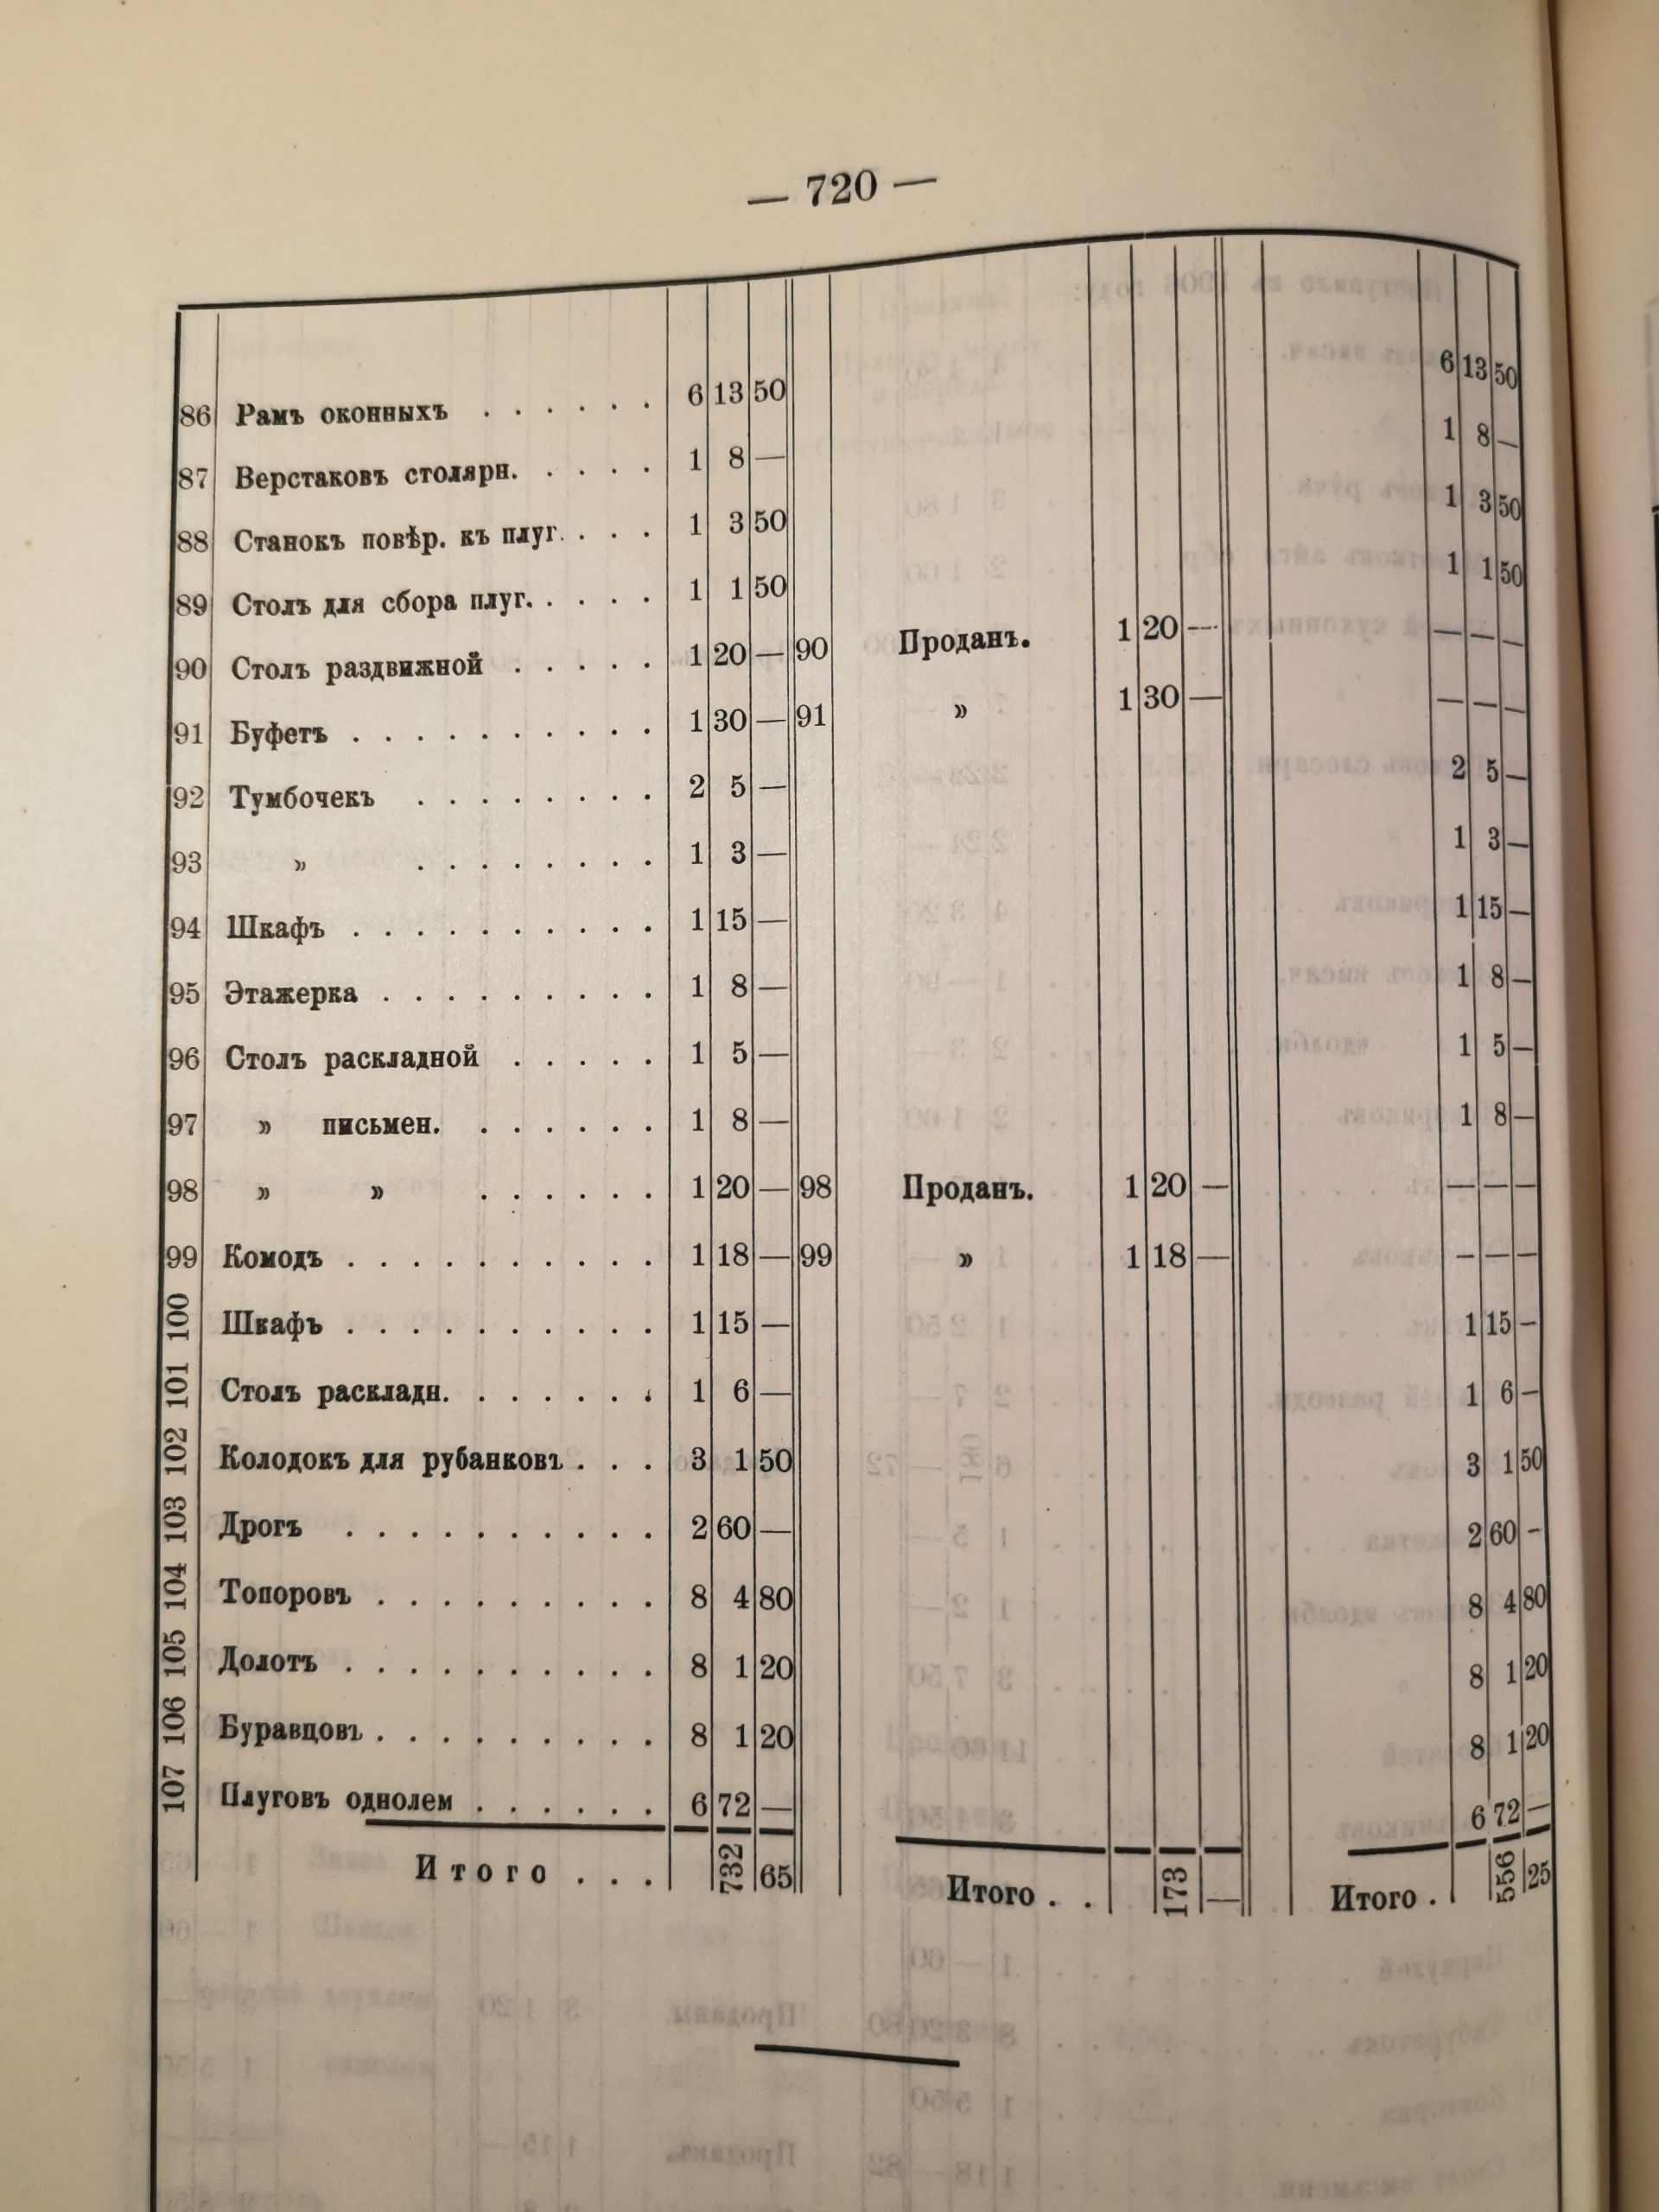 — 720 —
86 Рамъ оконныхъ . . . . . . 6 13 50 6 13 50
87 Верстаковъ столярн. . . . . 1 8 — 1 8 —
88 Станокъ повѣр. къ плуг. . . . 1 3 50 1 3 50
89 Столъ для сбора плуг. . . . . 1 1 50 1 1 50
90 Столъ раздвижной . . . . . 1 20 — 90 Проданъ. 1 20 — — — —
91 Буфетъ . . . . . . . . . . 1 30 — 91 » 1 30 — — — —
92 Тумбочекъ . . . . . . . . 2 5 — 2 5 —
93 » . . . . . . . . 1 3 — 1 3 —
94 Шкафъ . . . . . . . . . . 1 15 — 1 15 —
95 Этажерка . . . . . . . . . 1 8 — 1 8 —
96 Столъ раскладной . . . . . 1 5 — 1 5 —
97 » письмен. . . . . . . 1 8 — 1 8 —
98 » » . . . . . . 1 20 — 98 Проданъ. 1 20 — — — —
99 Комодъ . . . . . . . . . . 1 18 — 99 » 1 18 — — — —
100 Шкафъ . . . . . . . . . . 1 15 — 1 15 —
101 Столъ раскладн. . . . . . . 1 6 — 1 6 —
102 Колодокъ для рубанковъ . . . 3 1 50 3 1 50
103 Дрогъ . . . . . . . . . . 2 60 — 2 60 —
104 Топоровъ . . . . . . . . . 8 4 80 8 4 80
105 Долотъ . . . . . . . . . . 8 1 20 8 1 20
106 Буравцовъ . . . . . . . . . 8 1 20 8 1 20
107 Плуговъ однолем . . . . . . 6 72 — 6 72 —
Итого . . . 732 65 Итого . . 173 — Итого . 556 25